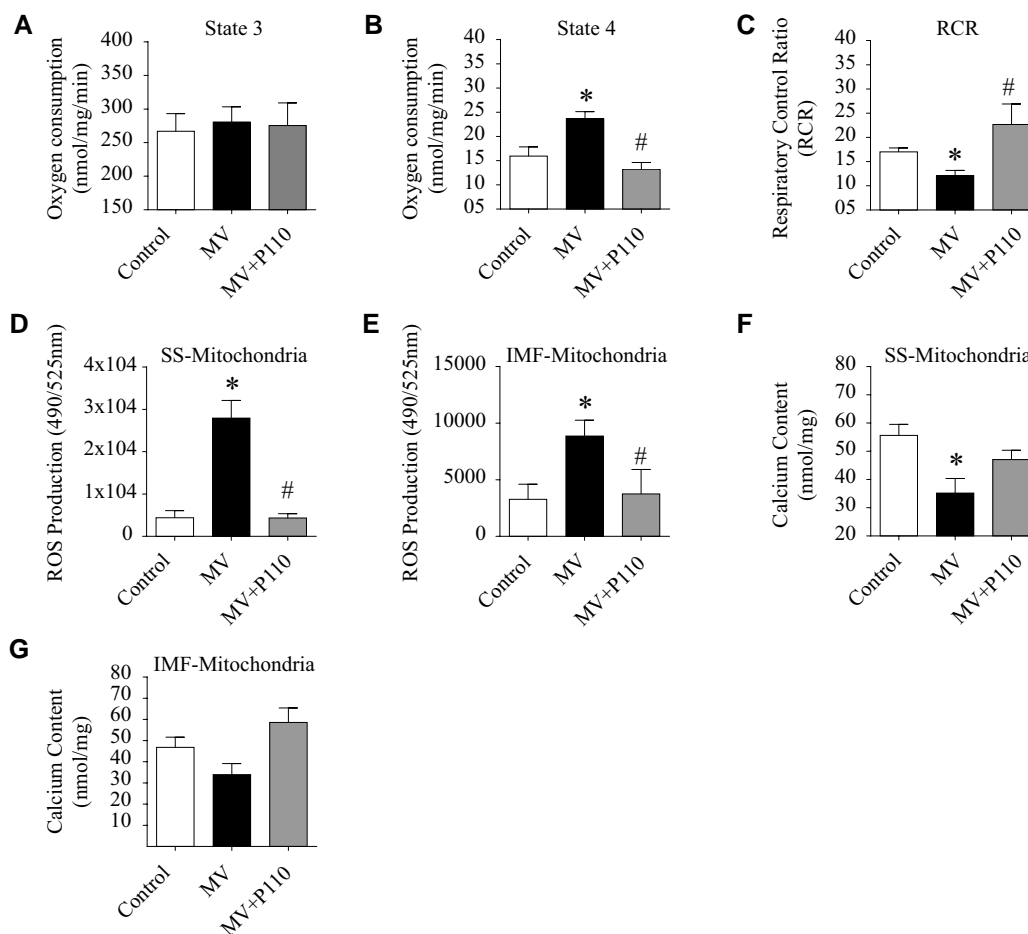 A
State 3
Oxygen consumption
(nmol/mg/min)
300
250
200
150
Control
MV
MV+P110
B
State 4
Oxygen consumption
(nmol/mg/min)
30
25
20
15
10
05
*
#
Control
MV
MV+P110
C
RCR
Respiratory Control Ratio
(RCR)
40
35
30
25
20
15
10
05
*
#
Control
MV
MV+P110
D
SS-Mitochondria
ROS Production (490/525nm)
4x104
3x104
2x104
1x104
0
*
#
Control
MV
MV+P110
E
IMF-Mitochondria
ROS Production (490/525nm)
15000
10000
5000
0
*
#
Control
MV
MV+P110
F
SS-Mitochondria
Calcium Content
(nmol/mg)
80
70
60
50
40
30
20
*
Control
MV
MV+P110
G
IMF-Mitochondria
Calcium Content
(nmol/mg)
80
70
60
50
40
30
20
10
Control
MV
MV+P110